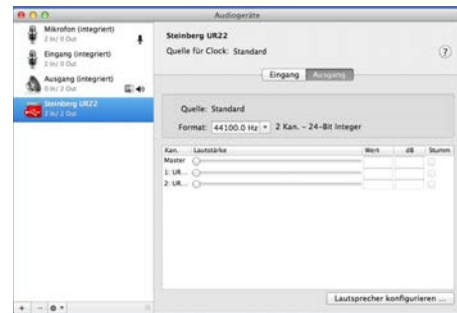 Audiogeräte
Mikrofon (integriert)
2 In/ 0 Out
Eingang (integriert)
2 In/ 0 Out
Ausgang (integriert)
0 In/ 2 Out
Steinberg UR22
2 In/ 2 Out
Steinberg UR22
Quelle für Clock: Standard
?
Eingang Ausgang
Quelle: Standard
Format: 44100.0 Hz 2 Kan. – 24-Bit Integer
Kan. Lautstärke Wert dB Stumm
Master
1: UR...
2: UR...
Lautsprecher konfigurieren ...